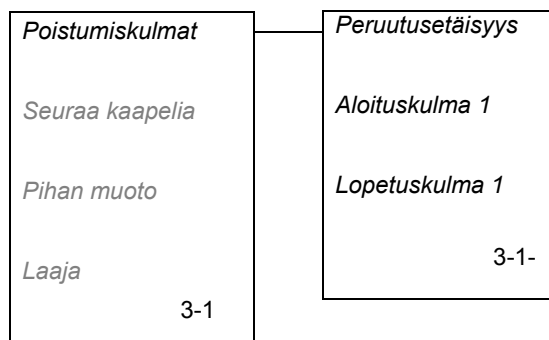 Poistumiskulmat
Seuraa kaapelia
Pihan muoto
Laaja
3-1
Peruutusetäisyys
Aloituskulma 1
Lopetuskulma 1
3-1-